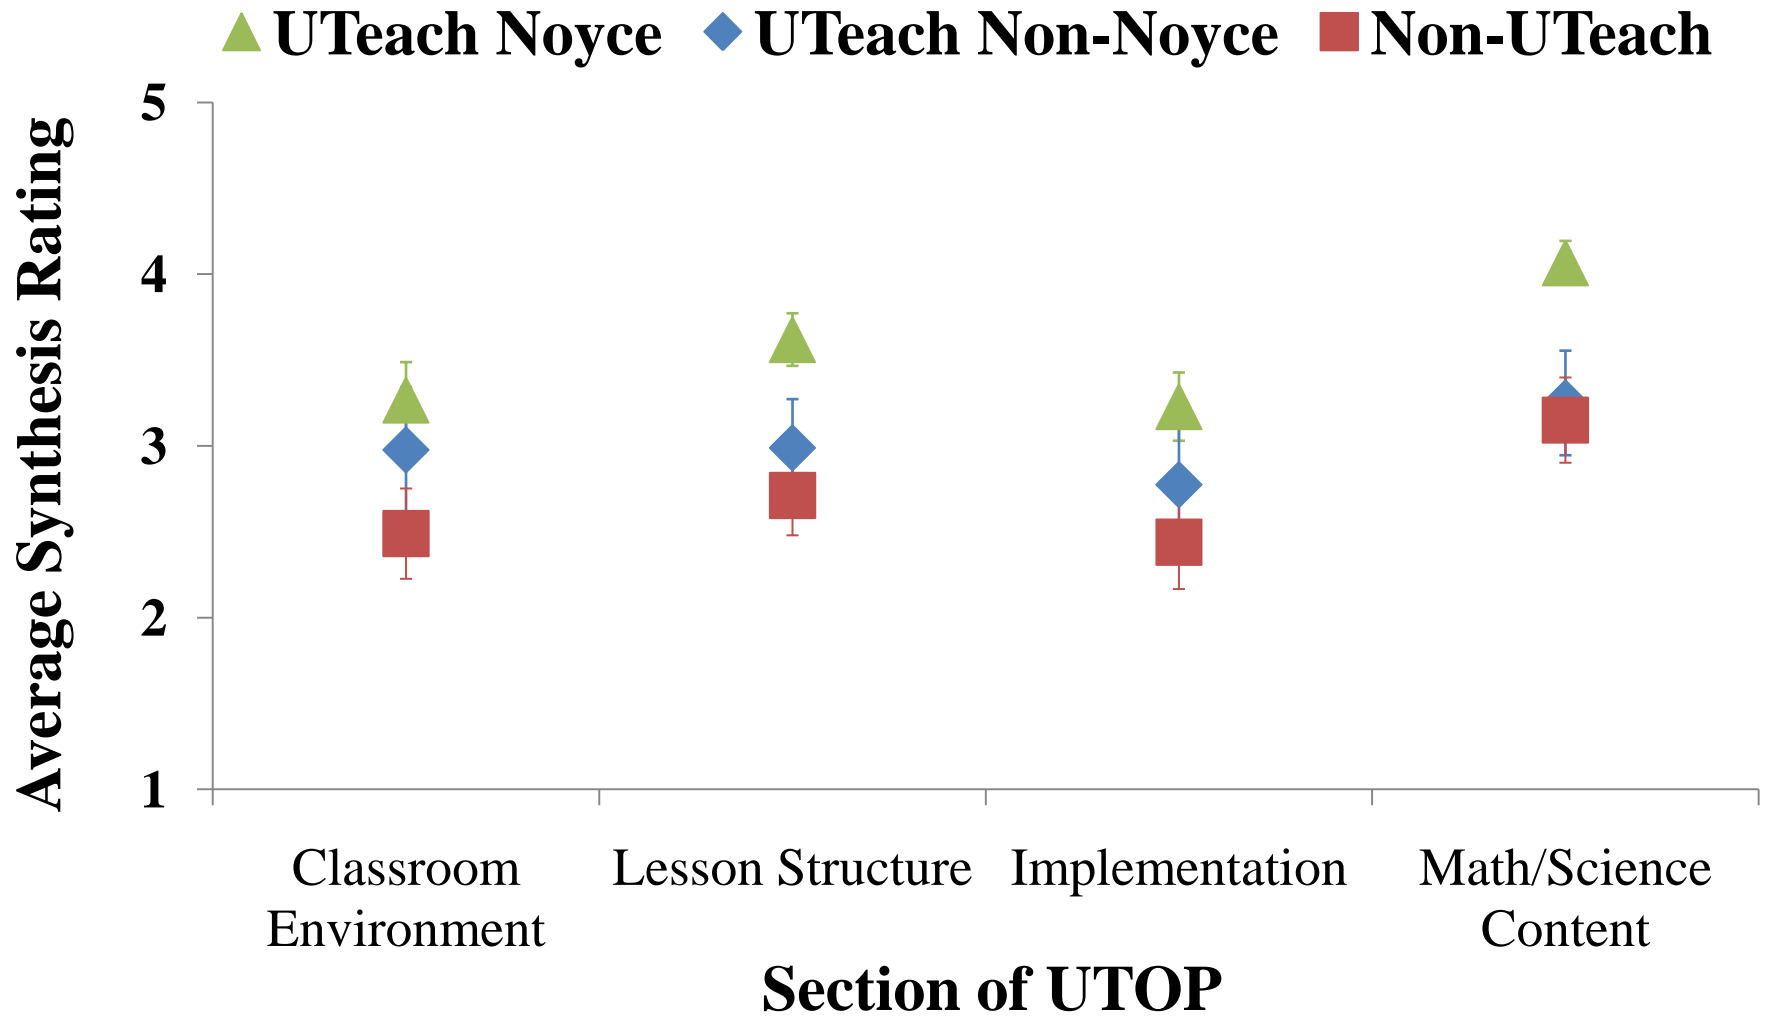 UTeach Noyce UTeach Non-Noyce Non-UTeach
Average Synthesis Rating
5
4
3
2
1
Classroom Environment
Lesson Structure
Implementation
Math/Science Content
Section of UTOP